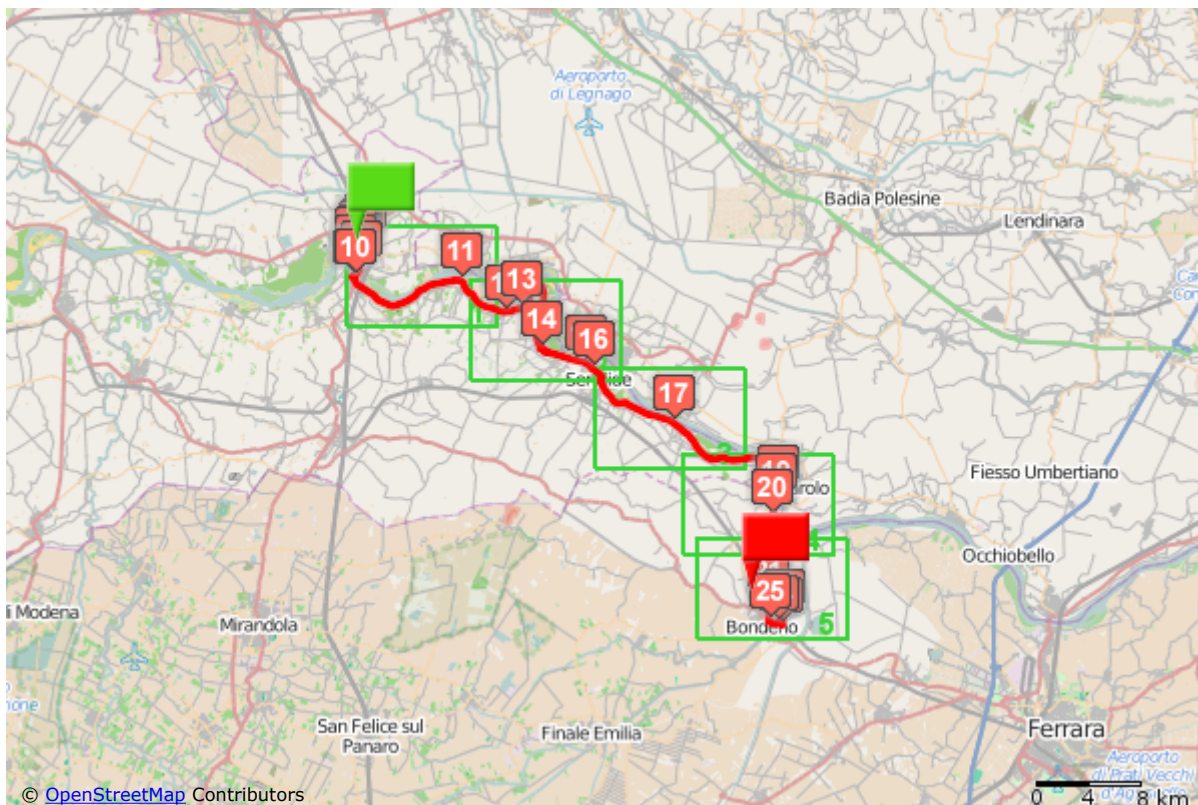 Aeroporto
di Legnago
Badia Polesine
Lendinara
10
11
13
14
16
17
20
Fiesso Umbertiano
4
Occhiobello
25
5
Bondeno
di Modena
Mirandola
San Felice sul
Panaro
Finale Emilia
Ferrara
Aeroporto
0 4 8 km
© OpenStreetMap Contributors